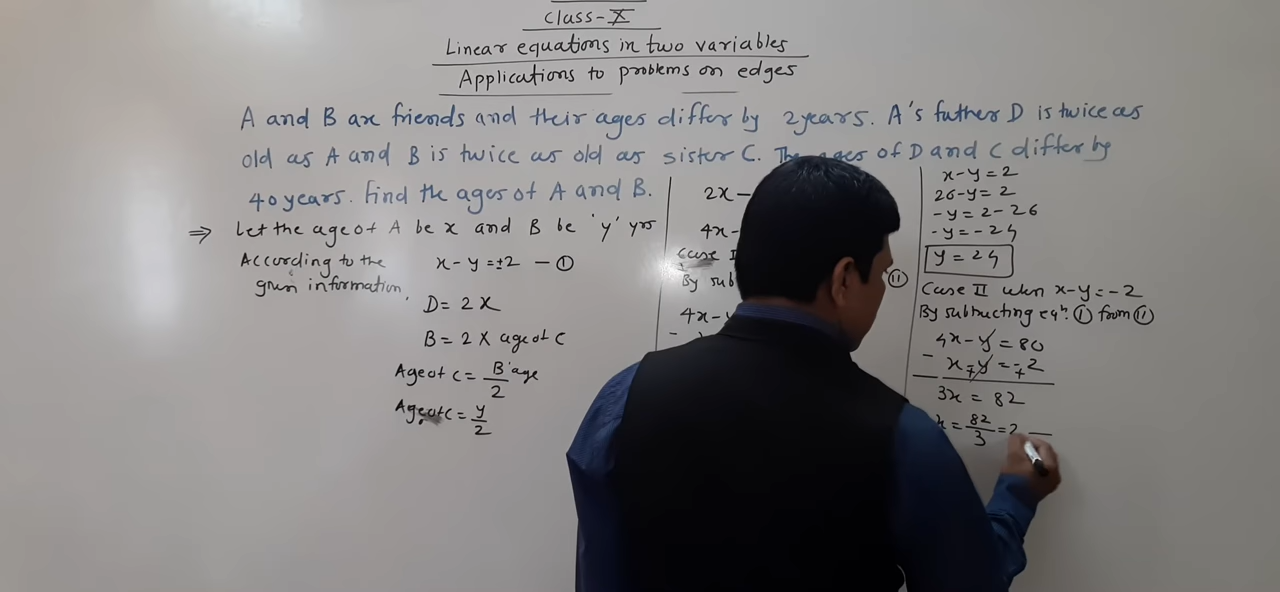 Class-X
Linear equations in two variables
Applications to problems on edges
A and B are friends and their ages differ by 2years. A's futher D is twice as
old as A and B is twice as old as sister C. The ages of D and C differ by
40years. Find the ages of A and B.
⇒ Let the age of A be x and B be 'y' yrs
According to the
given information,
x-y=±2 — ①
D=2X
B=2X age of C
Age of C = B'age/2
Age of C = y/2
2x-
4x-
Case I
By sub
4x-y
x-y=2
26-y=2
-y=2-26
-y=-24
y=24
Case II when x-y=-2
⑪
By subtructing eqn. ① from ⑪
4x-y=80
- x-y=-2
+ +
3x = 82
x = 82/3 = 2